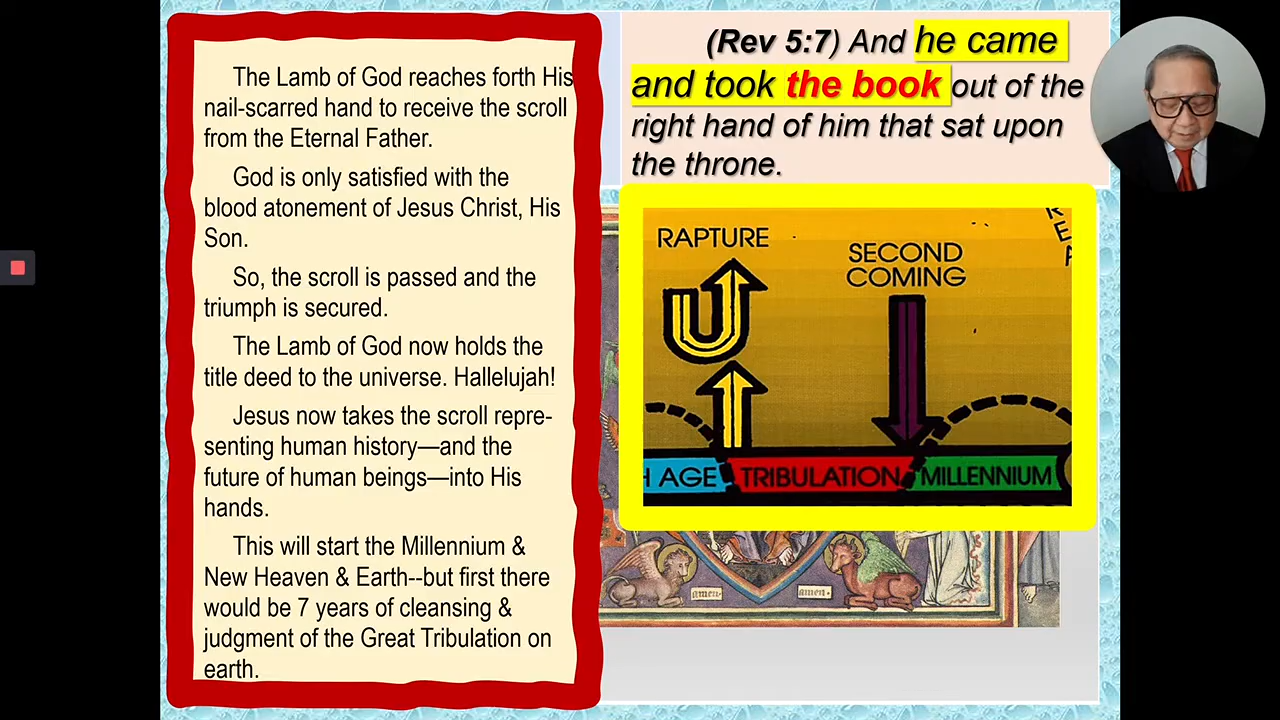 The Lamb of God reaches forth His
nail-scarred hand to receive the scroll
from the Eternal Father.
God is only satisfied with the
blood atonement of Jesus Christ, His
Son.
So, the scroll is passed and the
triumph is secured.
The Lamb of God now holds the
title deed to the universe. Hallelujah!
Jesus now takes the scroll repre-
senting human history—and the
future of human beings—into His
hands.
This will start the Millennium &
New Heaven & Earth--but first there
would be 7 years of cleansing &
judgment of the Great Tribulation on
earth.
(Rev 5:7) And he came
and took the book out of the
right hand of him that sat upon
the throne.
RAPTURE
SECOND
COMING
AGE
TRIBULATION
MILLENNIUM
amen.
amen.